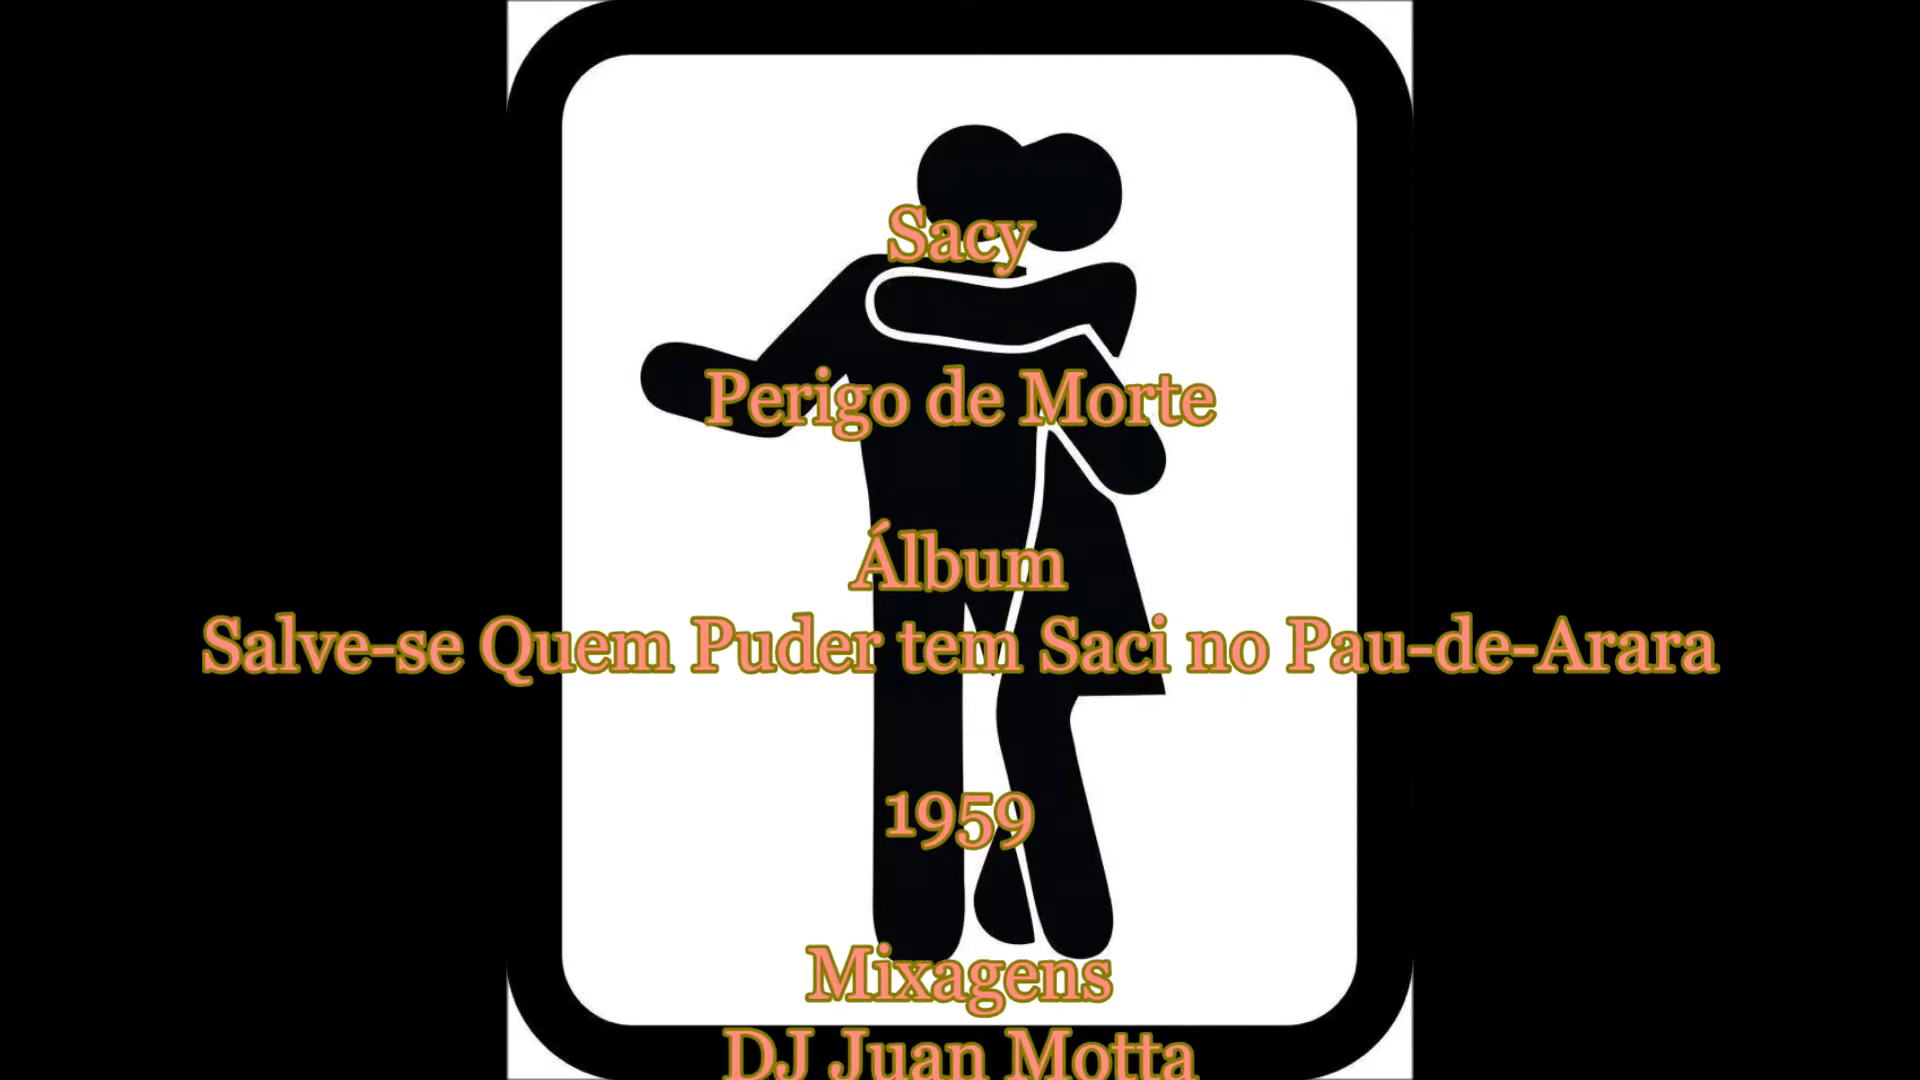 Sacy
Perigo de Morte
Álbum
Salve-se Quem Puder tem Saci no Pau-de-Arara
1959
Mixagens
DJ Juan Motta